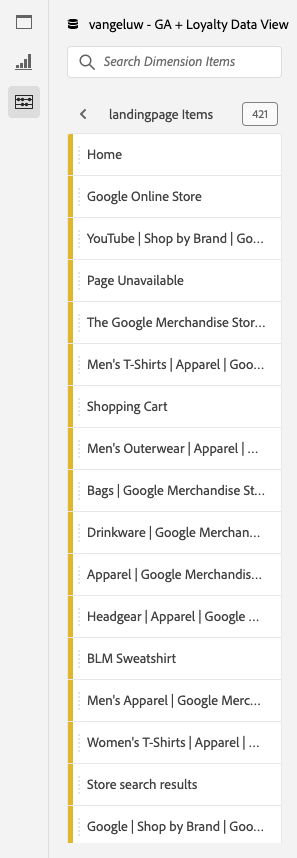 vangeluw - GA + Loyalty Data View
Search Dimension Items
landingpage Items
421
Home
Google Online Store
YouTube | Shop by Brand | Go...
Page Unavailable
The Google Merchandise Stor...
Men's T-Shirts | Apparel | Goo...
Shopping Cart
Men's Outerwear | Apparel | ...
Bags | Google Merchandise St...
Drinkware | Google Merchan...
Apparel | Google Merchandis...
Headgear | Apparel | Google ...
BLM Sweatshirt
Men's Apparel | Google Merc...
Women's T-Shirts | Apparel | ...
Store search results
Google | Shop by Brand | Goo...